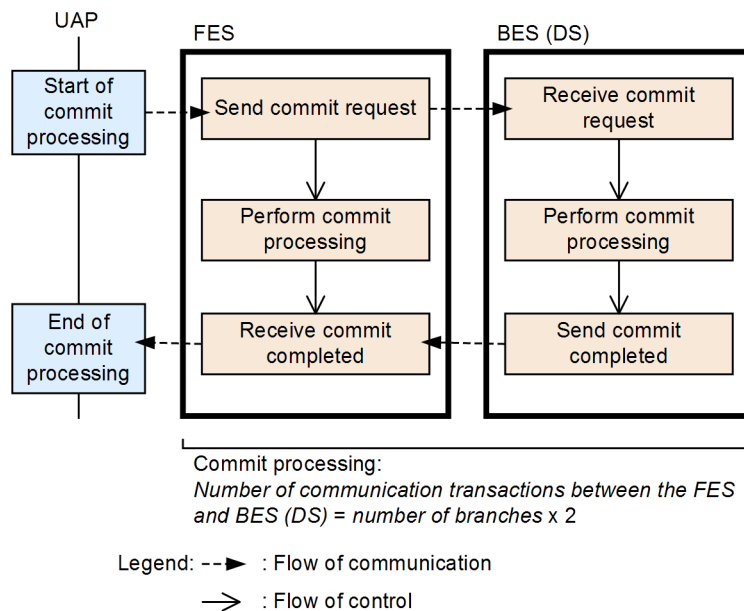 UAP
FES
BES (DS)
Start of
commit
processing
Send commit request
Receive commit
request
Perform commit
processing
Perform commit
processing
End of
commit
processing
Receive commit
completed
Send commit
completed
Commit processing:
Number of communication transactions between the FES
and BES (DS) = number of branches x 2
Legend: : Flow of communication
: Flow of control